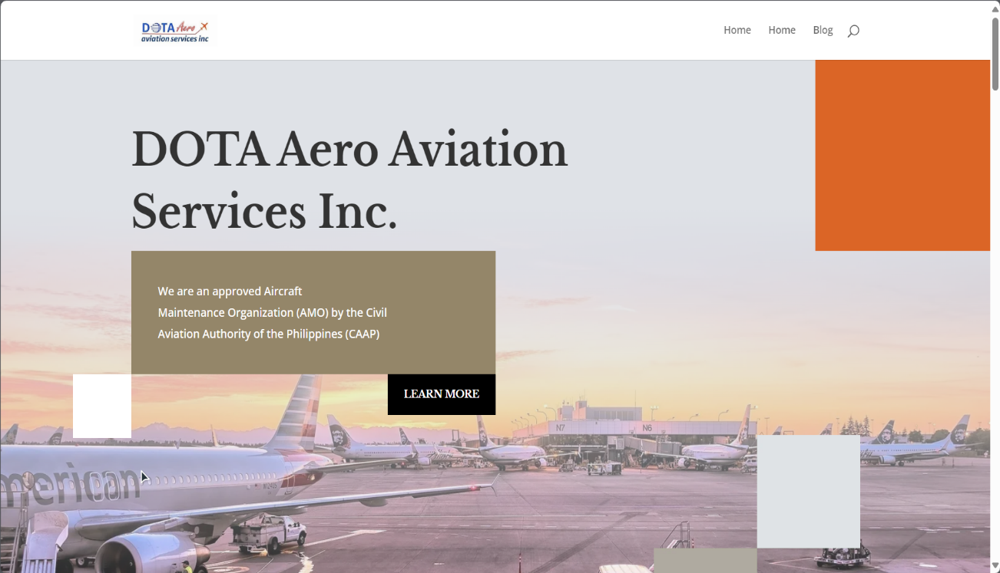 DOTA Aero
aviation services inc
Home
Home
Blog
DOTA Aero Aviation
Services Inc.
We are an approved Aircraft
Maintenance Organization (AMO) by the Civil
Aviation Authority of the Philippines (CAAP)
LEARN MORE
N7
N6
merican